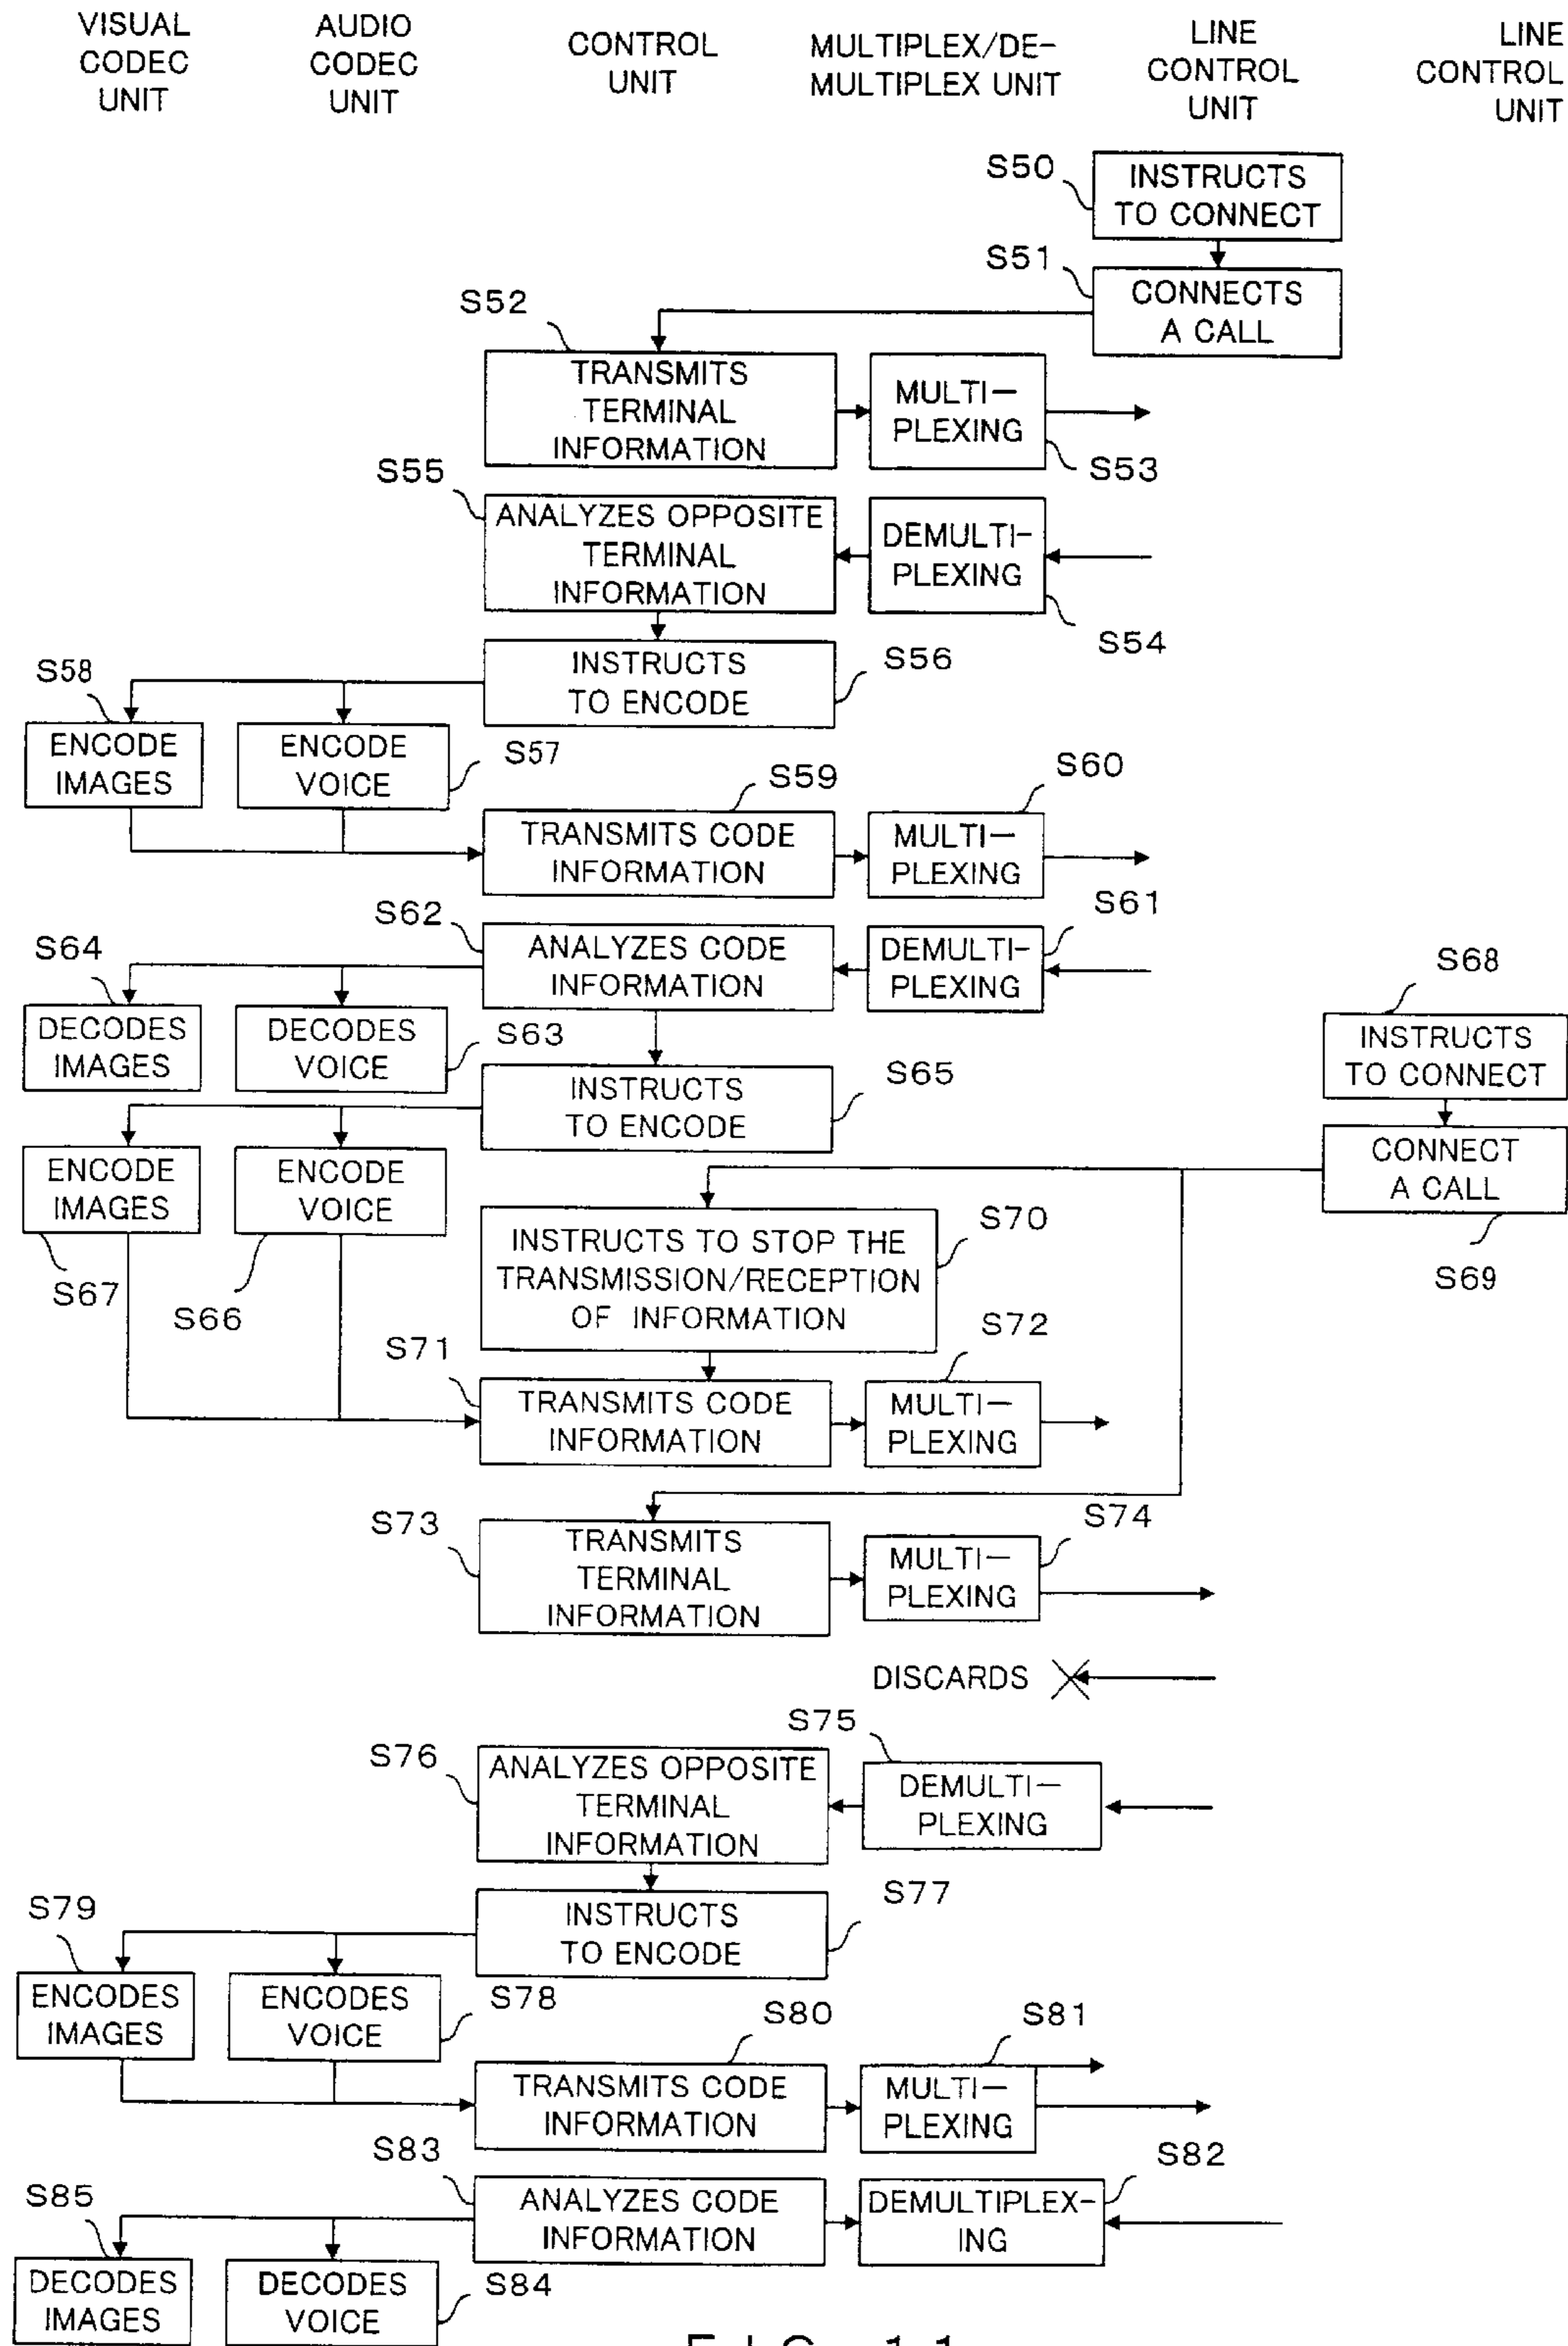 VISUAL
CODEC
UNIT
AUDIO
CODEC
UNIT
CONTROL
UNIT
MULTIPLEX/DE-
MULTIPLEX UNIT
LINE
CONTROL
UNIT
LINE
CONTROL
UNIT
S50
INSTRUCTS
TO CONNECT
S51
CONNECTS
A CALL
S52
TRANSMITS
TERMINAL
INFORMATION
MULTI-
PLEXING
S53
S55
ANALYZES OPPOSITE
TERMINAL
INFORMATION
DEMULTI-
PLEXING
S54
INSTRUCTS
TO ENCODE
S56
S58
ENCODE
IMAGES
ENCODE
VOICE
S57
S59
TRANSMITS CODE
INFORMATION
S60
MULTI-
PLEXING
S62
ANALYZES CODE
INFORMATION
S61
DEMULTI-
PLEXING
S64
DECODES
IMAGES
DECODES
VOICE
S63
S68
INSTRUCTS
TO CONNECT
INSTRUCTS
TO ENCODE
S65
ENCODE
IMAGES
S67
ENCODE
VOICE
S66
CONNECT
A CALL
S69
INSTRUCTS TO STOP THE
TRANSMISSION/RECEPTION
OF INFORMATION
S70
S71
TRANSMITS CODE
INFORMATION
S72
MULTI-
PLEXING
S73
TRANSMITS
TERMINAL
INFORMATION
S74
MULTI-
PLEXING
DISCARDS
S75
DEMULTI-
PLEXING
S76
ANALYZES OPPOSITE
TERMINAL
INFORMATION
INSTRUCTS
TO ENCODE
S77
S79
ENCODES
IMAGES
ENCODES
VOICE
S78
S80
TRANSMITS CODE
INFORMATION
S81
MULTI-
PLEXING
S83
ANALYZES CODE
INFORMATION
S82
DEMULTIPLEX-
ING
S85
DECODES
IMAGES
DECODES
VOICE
S84
FIG. 11